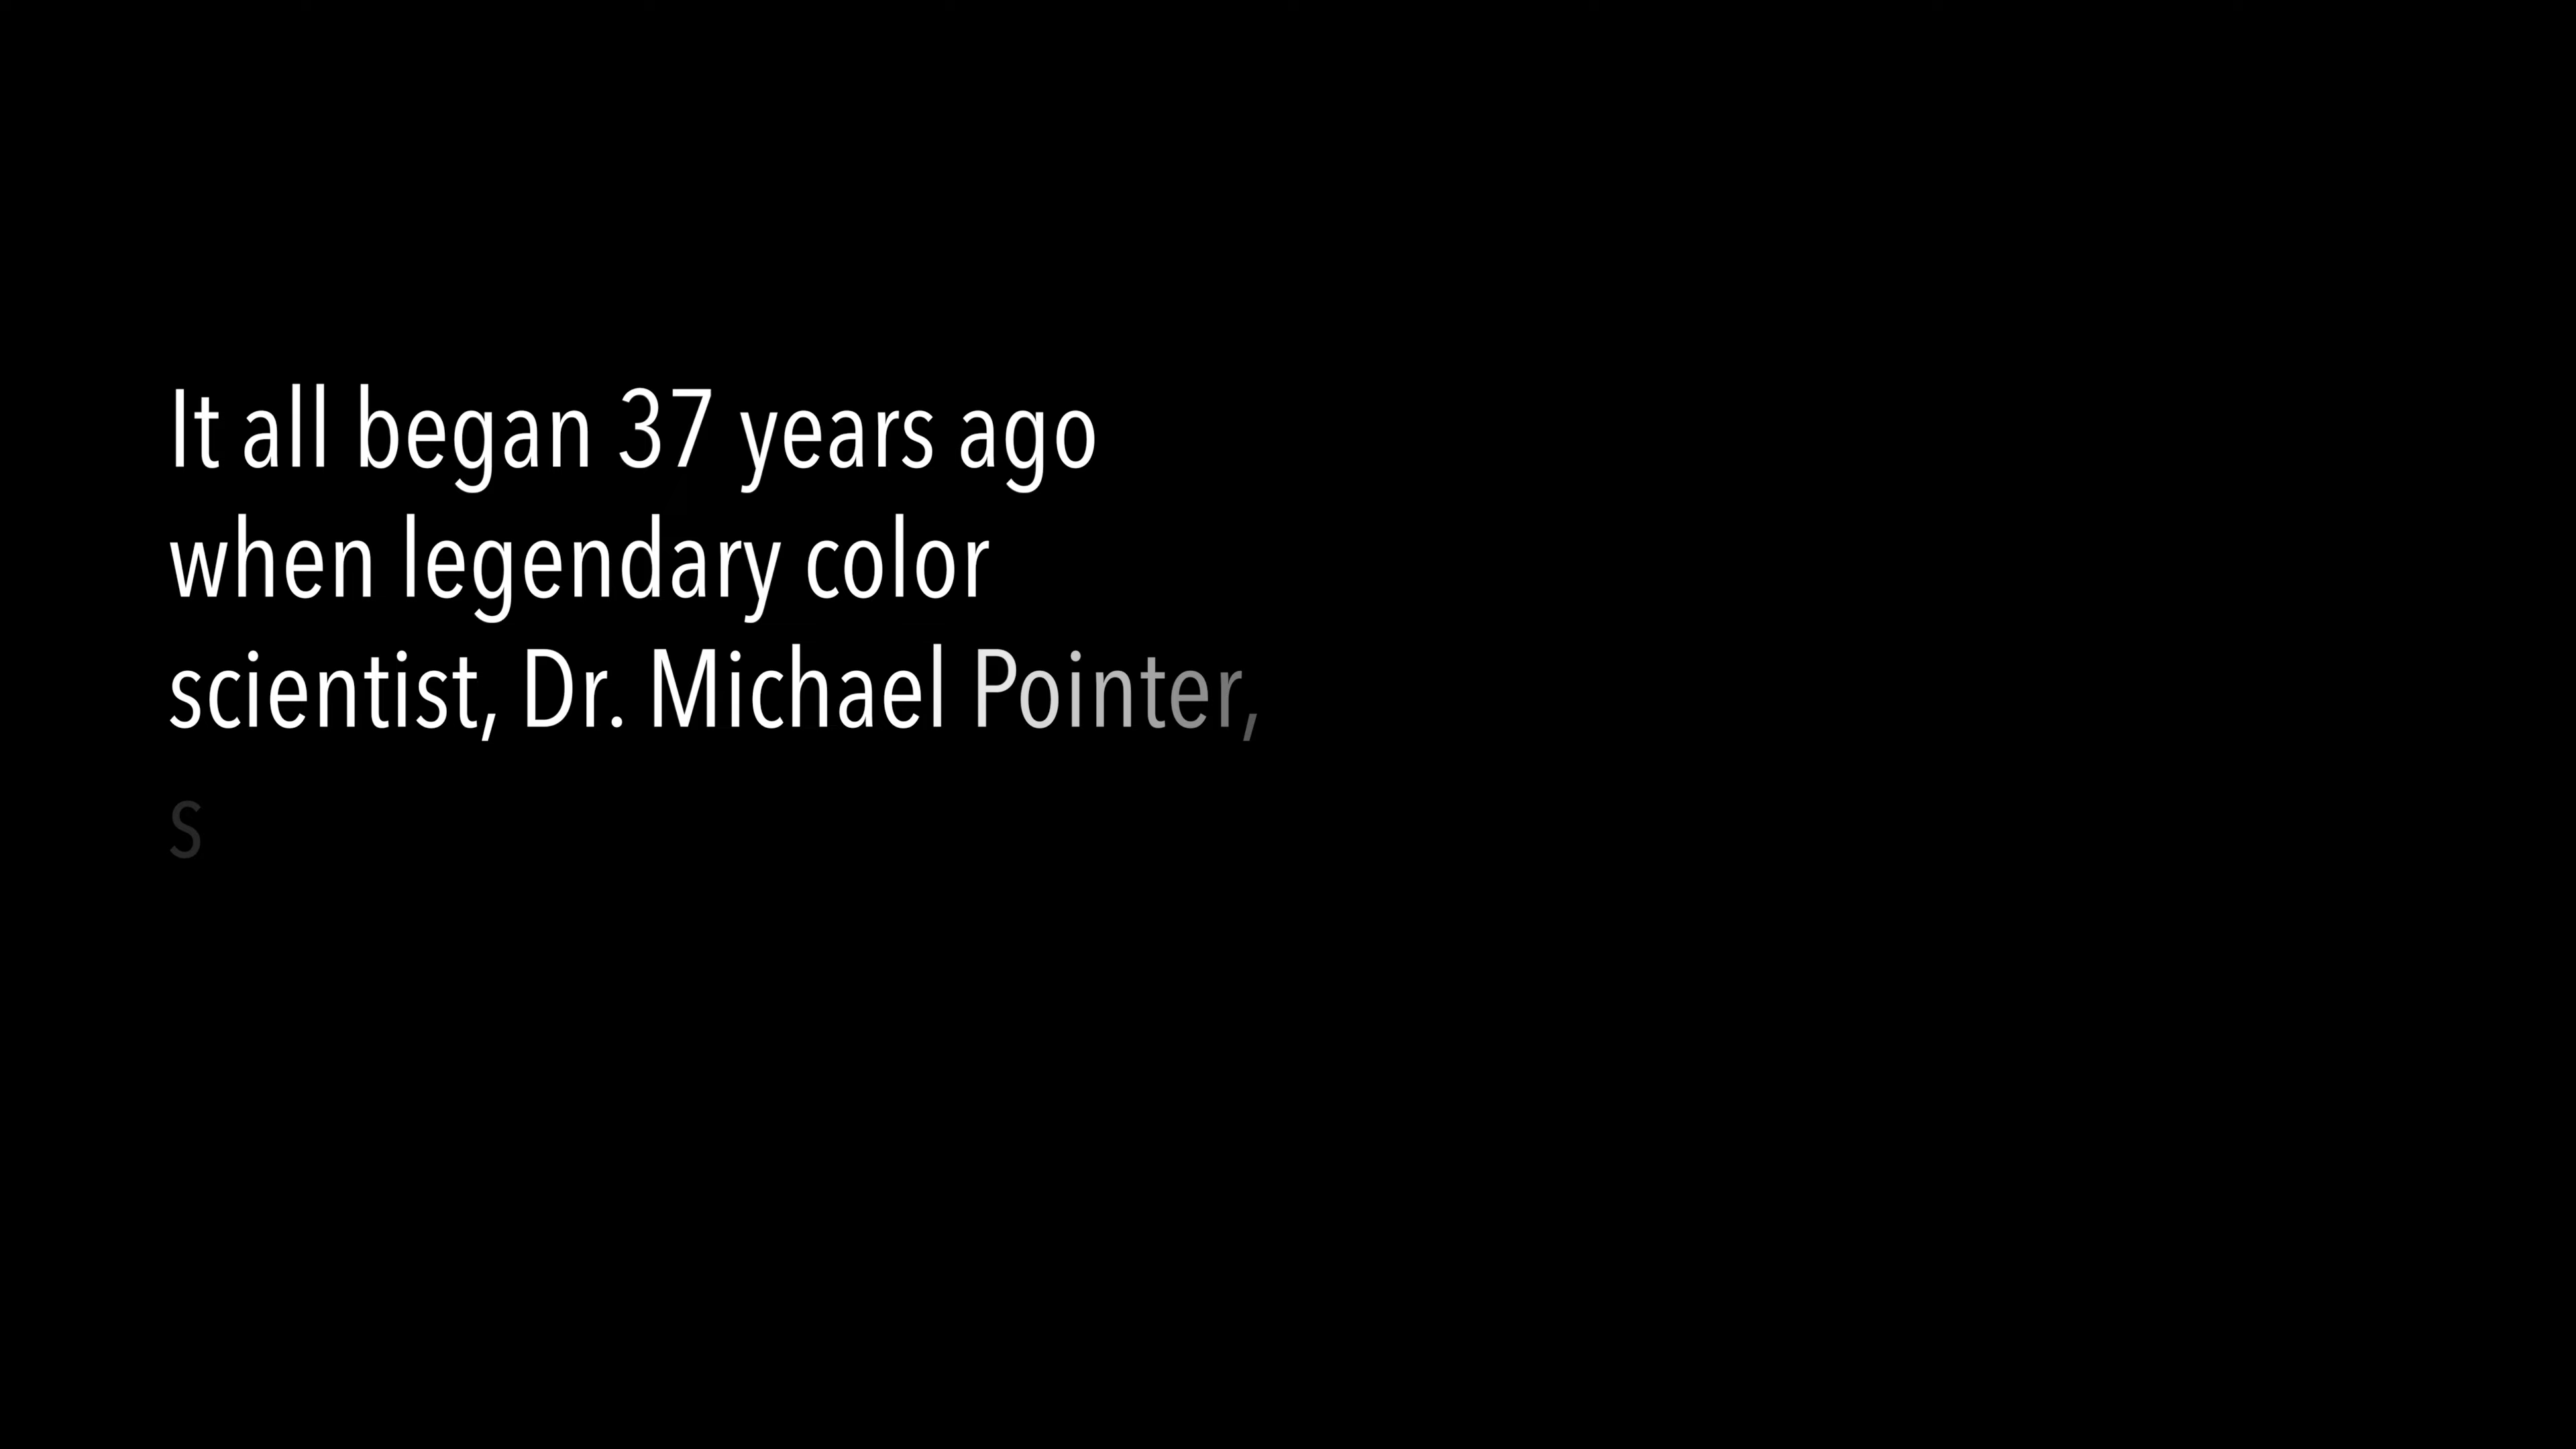 It all began 37 years ago
when legendary color
scientist, Dr. Michael Pointer,
s